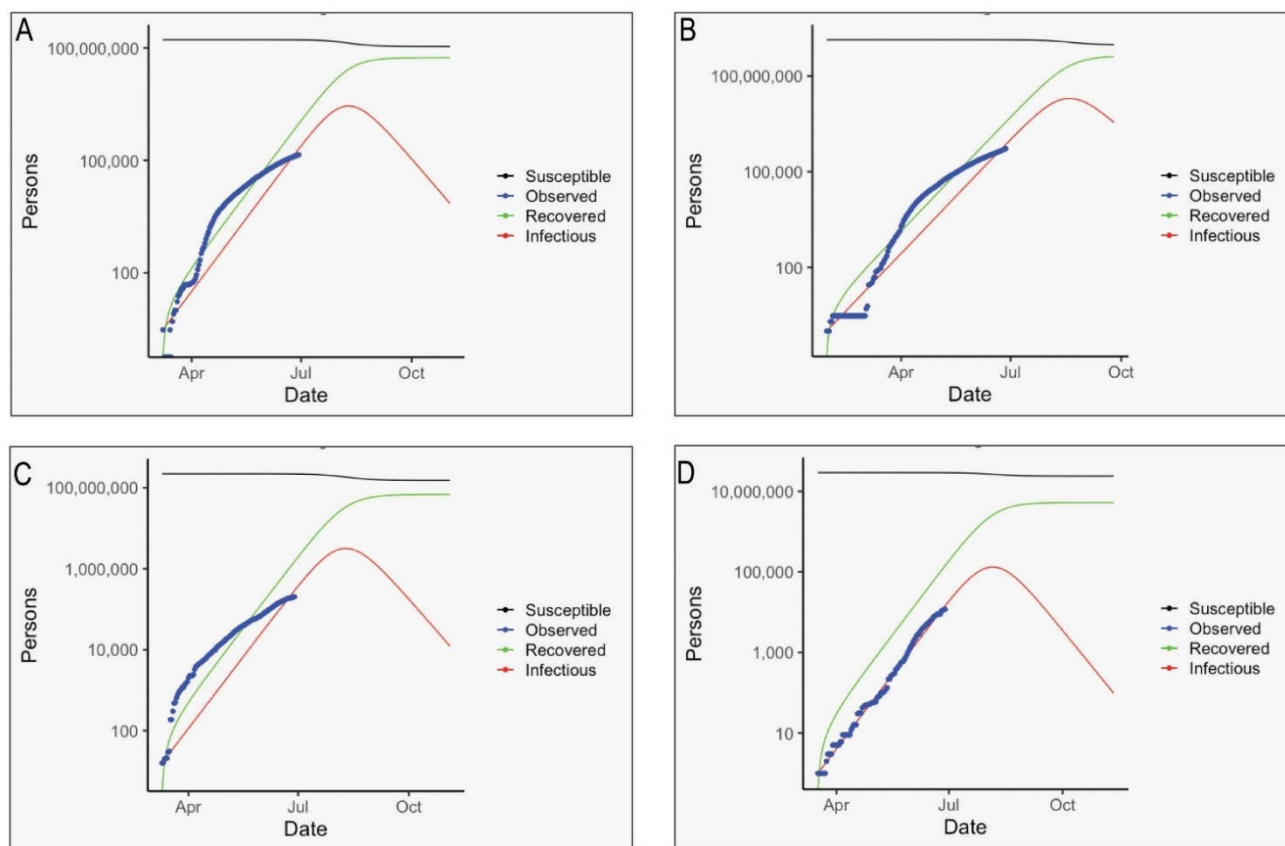 A
Persons
100,000,000
100,000
100
Apr
Jul
Oct
Date
Susceptible
Observed
Recovered
Infectious
B
Persons
100,000,000
100,000
100
Apr
Jul
Oct
Date
Susceptible
Observed
Recovered
Infectious
C
Persons
100,000,000
1,000,000
10,000
100
Apr
Jul
Oct
Date
Susceptible
Observed
Recovered
Infectious
D
Persons
10,000,000
100,000
1,000
10
Apr
Jul
Oct
Date
Susceptible
Observed
Recovered
Infectious